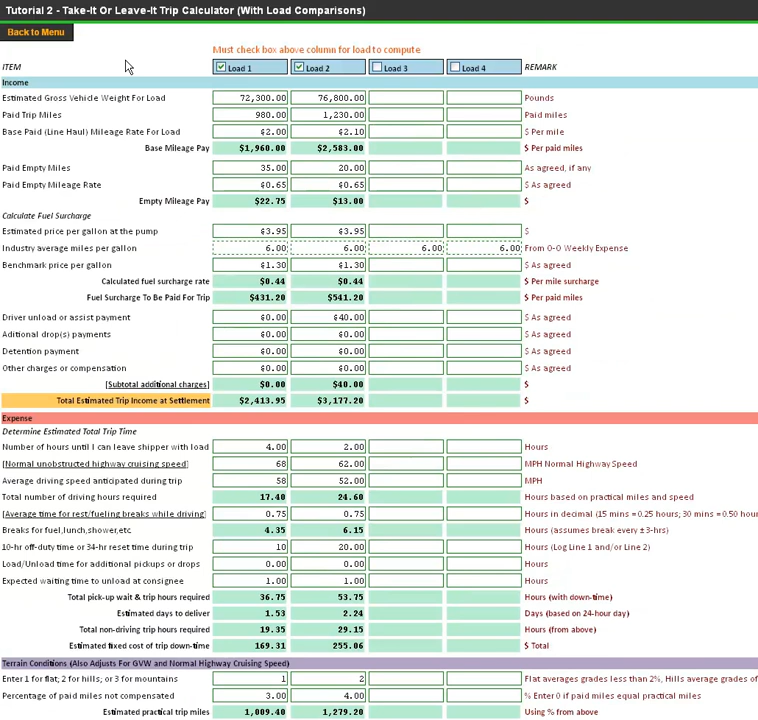 Tutorial 2 - Take-It Or Leave-It Trip Calculator (With Load Comparisons)
Back to Menu
Must check box above column for load to compute
ITEM Load 1 Load 2 Load 3 Load 4 REMARK
Income
Estimated Gross Vehicle Weight For Load 72,300.00 76,800.00 Pounds
Paid Trip Miles 980.00 1,230.00 Paid miles
Base Paid (Line Haul) Mileage Rate For Load $2.00 $2.10 $ Per mile
Base Mileage Pay $1,960.00 $2,583.00 $ Per paid miles
Paid Empty Miles 35.00 20.00 As agreed, if any
Paid Empty Mileage Rate $0.65 $0.65 $ As agreed
Empty Mileage Pay $22.75 $13.00 $
Calculate Fuel Surcharge
Estimated price per gallon at the pump $3.95 $3.95 $
Industry average miles per gallon 6.00 6.00 6.00 6.00 From O-O Weekly Expense
Benchmark price per gallon $1.30 $1.30 $ As agreed
Calculated fuel surcharge rate $0.44 $0.44 $ Per mile surcharge
Fuel Surcharge To Be Paid For Trip $431.20 $541.20 $ Per paid miles
Driver unload or assist payment $0.00 $40.00 $ As agreed
Aditional drop(s) payments $0.00 $0.00 $ As agreed
Detention payment $0.00 $0.00 $ As agreed
Other charges or compensation $0.00 $0.00 $ As agreed
[Subtotal additional charges] $0.00 $40.00 $
Total Estimated Trip Income at Settlement $2,413.95 $3,177.20 $
Expense
Determine Estimated Total Trip Time
Number of hours until I can leave shipper with load 4.00 2.00 Hours
[Normal unobstructed highway cruising speed] 68 62.00 MPH Normal Highway Speed
Average driving speed anticipated during trip 58 52.00 MPH
Total number of driving hours required 17.40 24.60 Hours based on practical miles and speed
[Average time for rest/fueling breaks while driving] 0.75 0.75 Hours in decimal (15 mins = 0.25 hours; 30 mins = 0.50 hour
Breaks for fuel,lunch,shower,etc. 4.35 6.15 Hours (assumes break every ± 3-hrs)
10-hr off-duty time or 34-hr reset time during trip 10 20.00 Hours (Log Line 1 and/or Line 2)
Load/Unload time for additional pickups or drops 0.00 0.00 Hours
Expected waiting time to unload at consignee 1.00 1.00 Hours
Total pick-up wait & trip hours required 36.75 53.75 Hours (with down-time)
Estimated days to deliver 1.53 2.24 Days (based on 24-hour day)
Total non-driving trip hours required 19.35 29.15 Hours (from above)
Estimated fixed cost of trip down-time 169.31 255.06 $ Total
Terrain Conditions (Also Adjusts For GVW and Normal Highway Cruising Speed)
Enter 1 for flat; 2 for hills; or 3 for mountains 1 2 Flat averages grades less than 2%, Hills average grades of
Percentage of paid miles not compensated 3.00 4.00 % Enter 0 if paid miles equal practical miles
Estimated practical trip miles 1,009.40 1,279.20 Using % from above